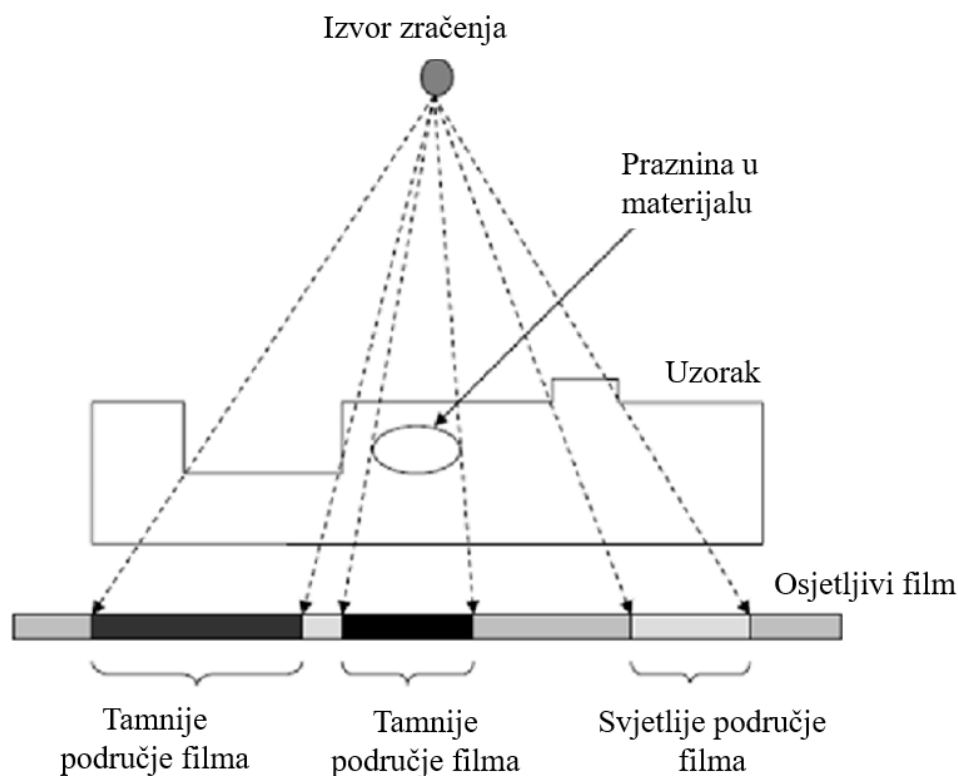 Izvor zračenja
Praznina u
materijalu
Uzorak
Osjetljivi film
Tamnije
područje filma
Tamnije
područje filma
Svjetlije područje
filma